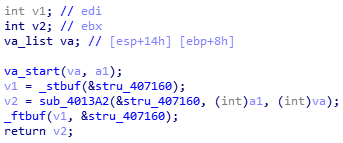 int v1; // edi
int v2; // ebx
va_list va; // [esp+14h] [ebp+8h]
va_start(va, a1);
v1 = _stbuf(&stru_407160);
v2 = sub_4013A2(&stru_407160, (int)a1, (int)va);
_ftbuf(v1, &stru_407160);
return v2;